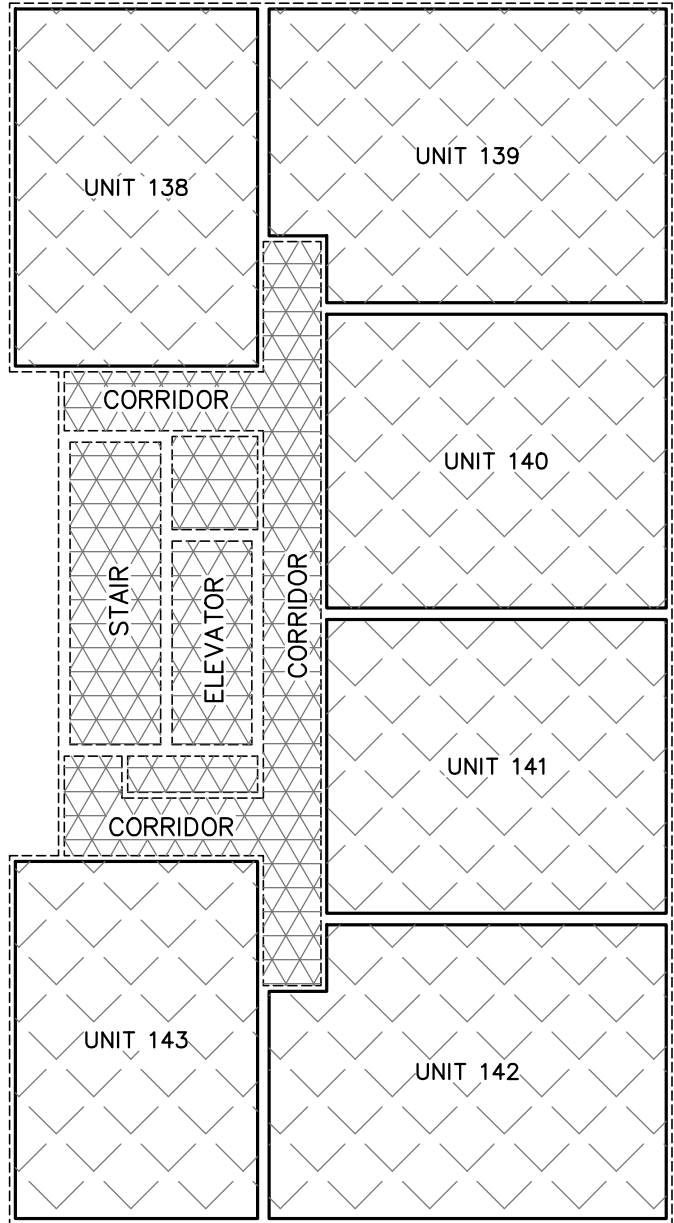 UNIT 139
UNIT 138
CORRIDOR
UNIT 140
STAIR
ELEVATOR
CORRIDOR
UNIT 141
CORRIDOR
UNIT 143
UNIT 142